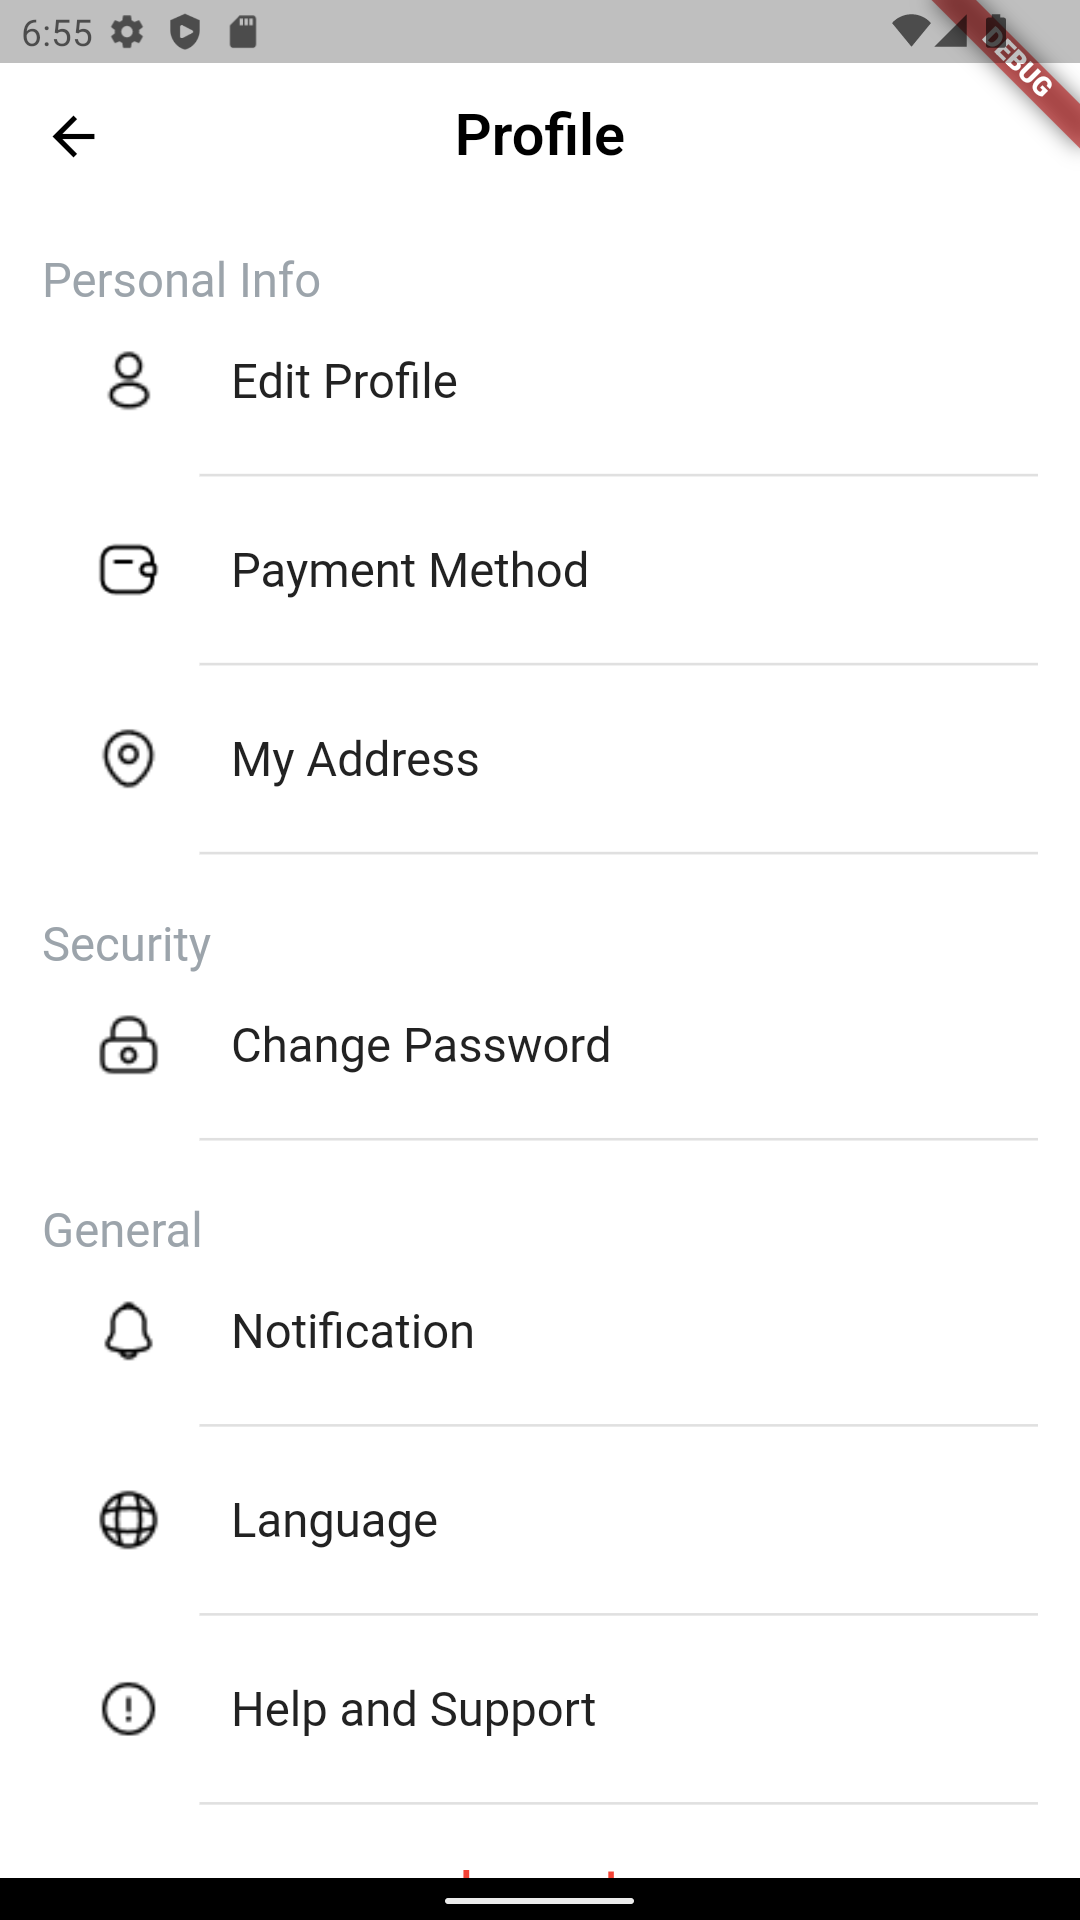 6:55
DEBUG
Profile
Personal Info
Edit Profile
Payment Method
My Address
Security
Change Password
General
Notification
Language
Help and Support